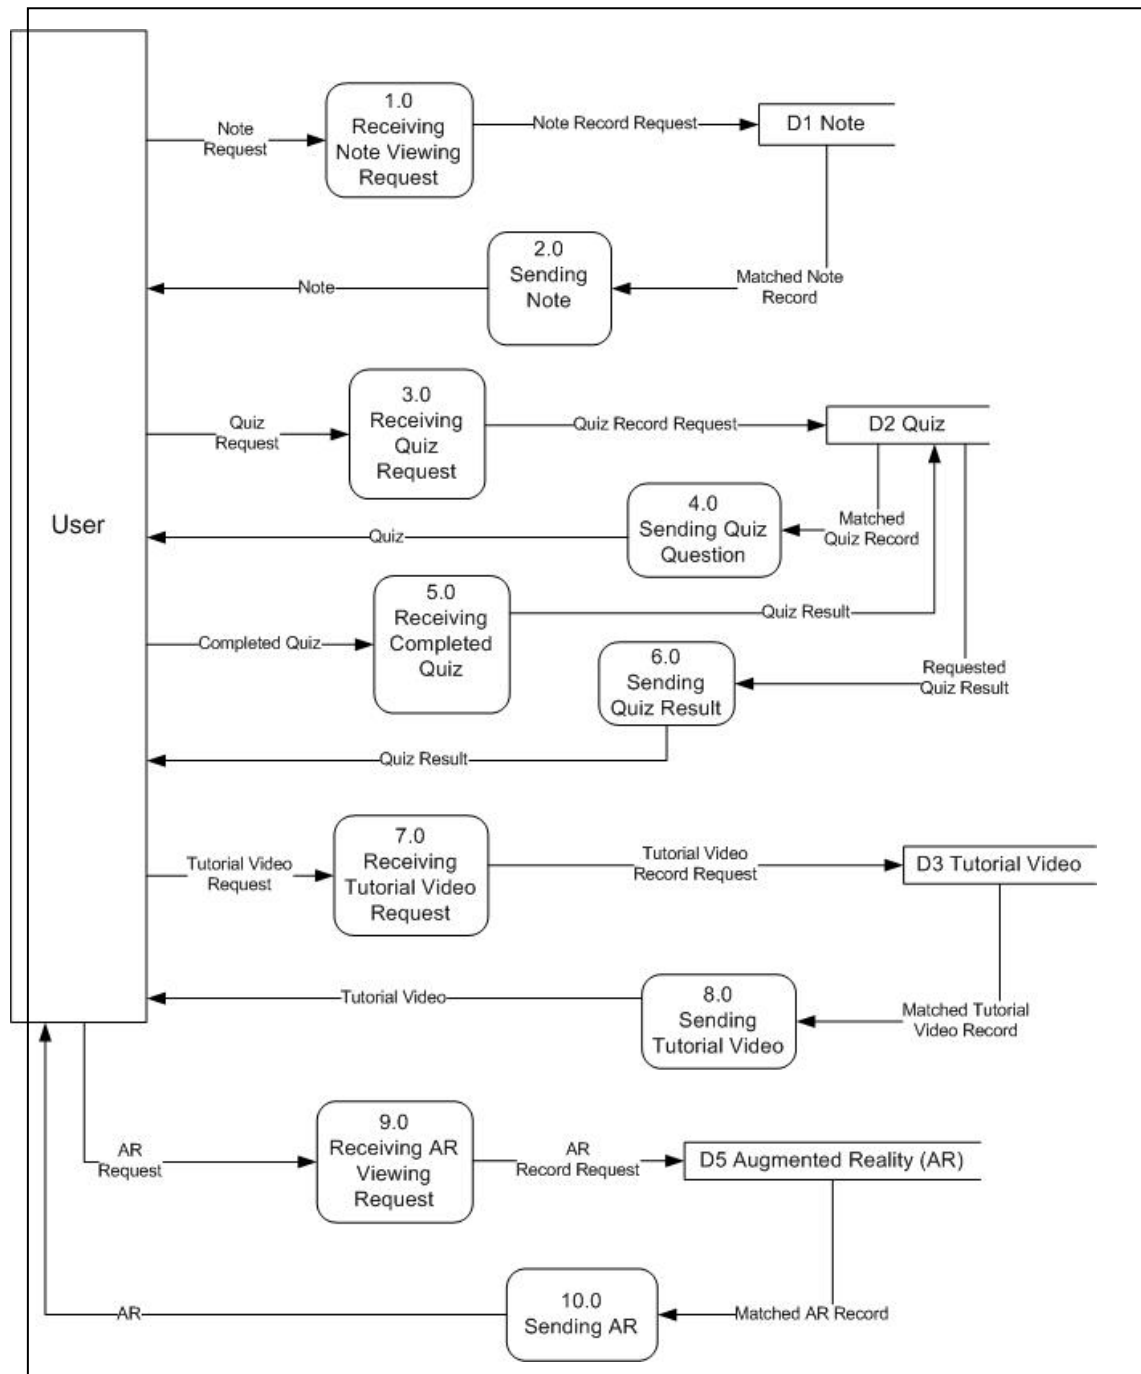 1.0
Receiving
Note Viewing
Request
Note
Request
Note Record Request
D1 Note
2.0
Sending
Note
Note
Matched Note
Record
3.0
Receiving
Quiz
Request
Quiz
Request
Quiz Record Request
D2 Quiz
User
4.0
Sending Quiz
Question
Quiz
Matched
Quiz Record
5.0
Receiving
Completed
Quiz
Completed Quiz
Quiz Result
6.0
Sending
Quiz Result
Requested
Quiz Result
Quiz Result
7.0
Receiving
Tutorial Video
Request
Tutorial Video
Request
Tutorial Video
Record Request
D3 Tutorial Video
8.0
Sending
Tutorial Video
Tutorial Video
Matched Tutorial
Video Record
9.0
Receiving AR
Viewing
Request
AR
Request
AR
Record Request
D5 Augmented Reality (AR)
10.0
Sending AR
AR
Matched AR Record